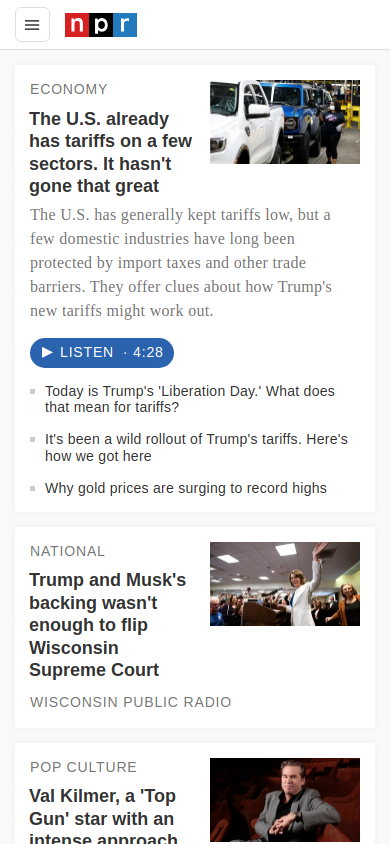 npr
ECONOMY
The U.S. already
has tariffs on a few
sectors. It hasn't
gone that great
The U.S. has generally kept tariffs low, but a
few domestic industries have long been
protected by import taxes and other trade
barriers. They offer clues about how Trump's
new tariffs might work out.
LISTEN · 4:28
Today is Trump's 'Liberation Day.' What does
that mean for tariffs?
It's been a wild rollout of Trump's tariffs. Here's
how we got here
Why gold prices are surging to record highs
NATIONAL
Trump and Musk's
backing wasn't
enough to flip
Wisconsin
Supreme Court
WISCONSIN PUBLIC RADIO
POP CULTURE
Val Kilmer, a 'Top
Gun' star with an
intense approach